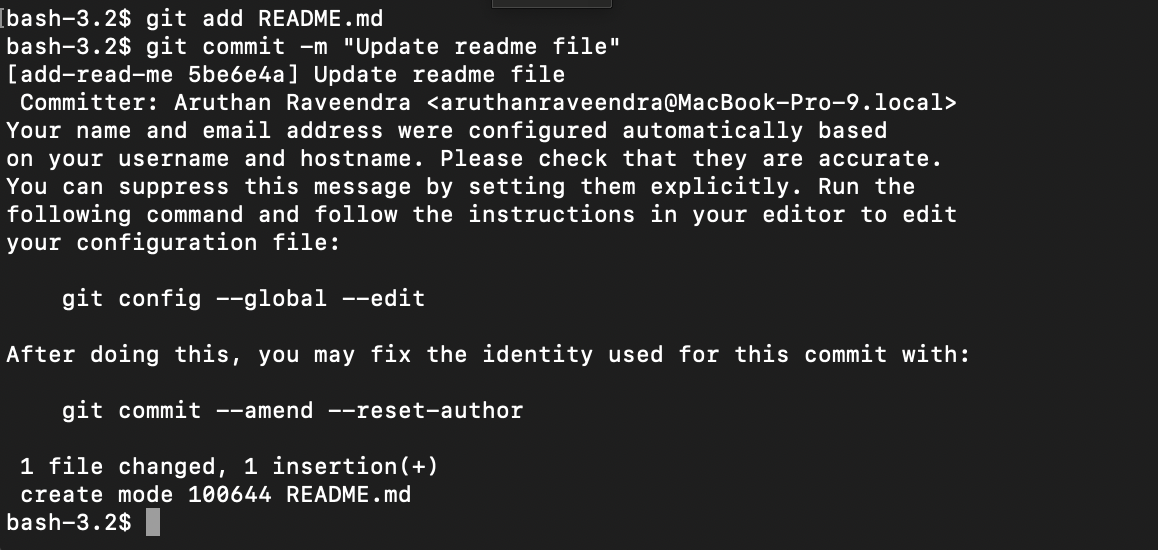 [bash-3.2$ git add README.md
bash-3.2$ git commit -m "Update readme file"
[add-read-me 5be6e4a] Update readme file
 Committer: Aruthan Raveendra <aruthanraveendra@MacBook-Pro-9.local>
Your name and email address were configured automatically based
on your username and hostname. Please check that they are accurate.
You can suppress this message by setting them explicitly. Run the
following command and follow the instructions in your editor to edit
your configuration file:

    git config --global --edit

After doing this, you may fix the identity used for this commit with:

    git commit --amend --reset-author

 1 file changed, 1 insertion(+)
 create mode 100644 README.md
bash-3.2$